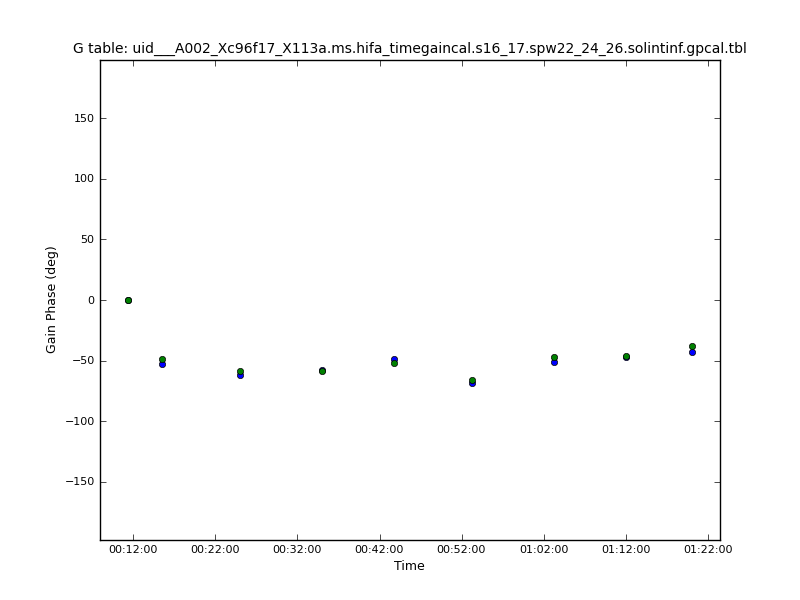 G table: uid___A002_Xc96f17_X113a.ms.hifa_timegaincal.s16_17.spw22_24_26.solintinf.gpcal.tbl
150
100
50
0
−50
−100
−150
Gain Phase (deg)
00:12:00 00:22:00 00:32:00 00:42:00 00:52:00 01:02:00 01:12:00 01:22:00
Time